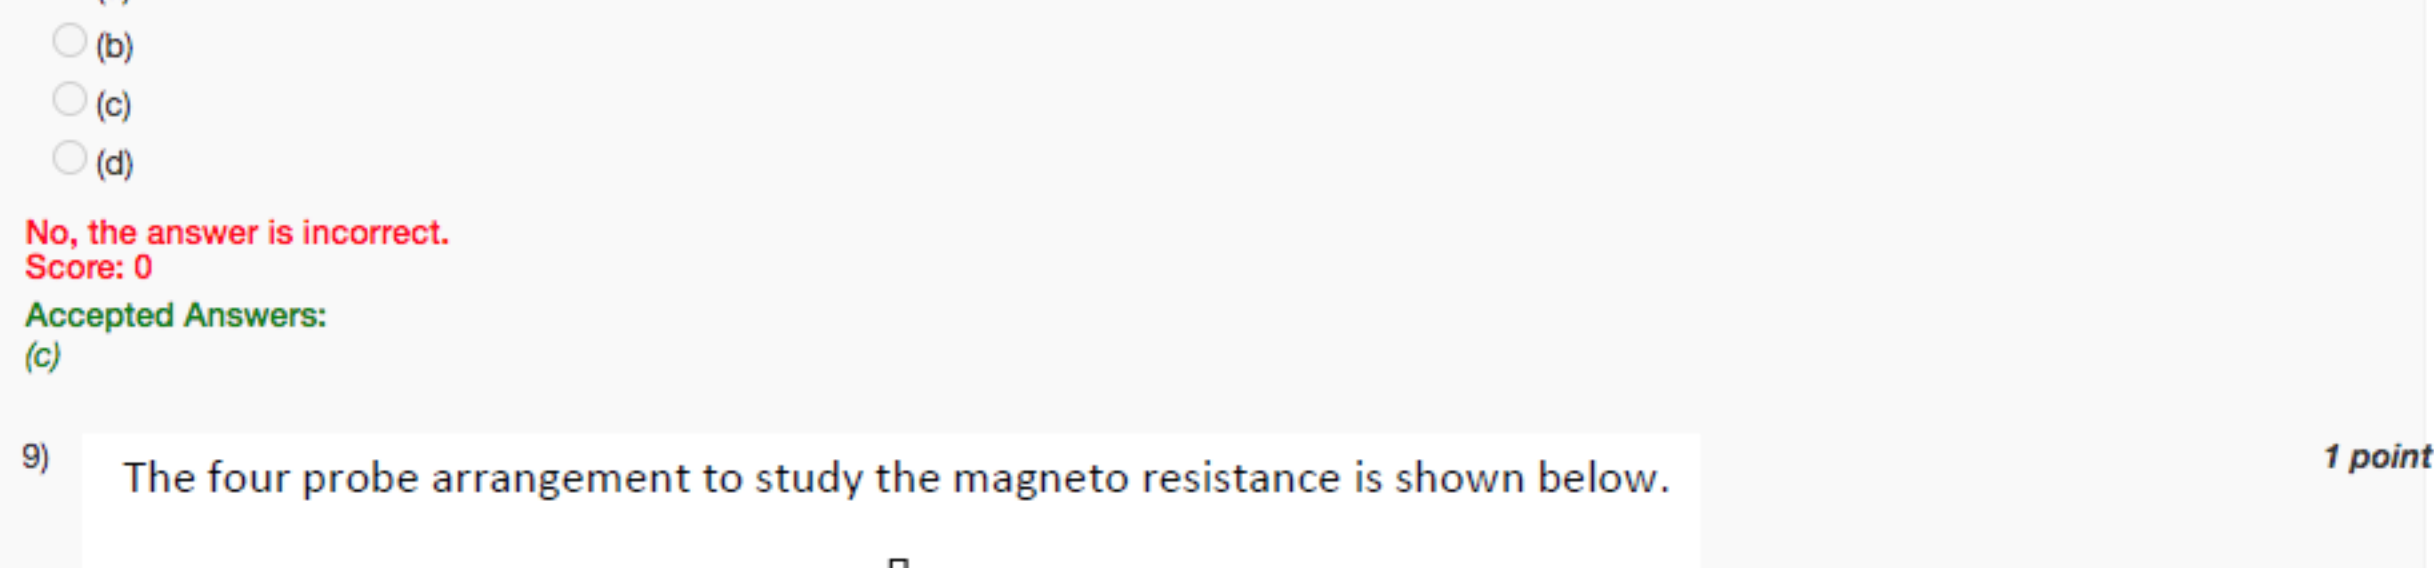 (b)
(c)
(d)
No, the answer is incorrect.
Score: 0
Accepted Answers:
(c)
9) The four probe arrangement to study the magneto resistance is shown below. 1 point